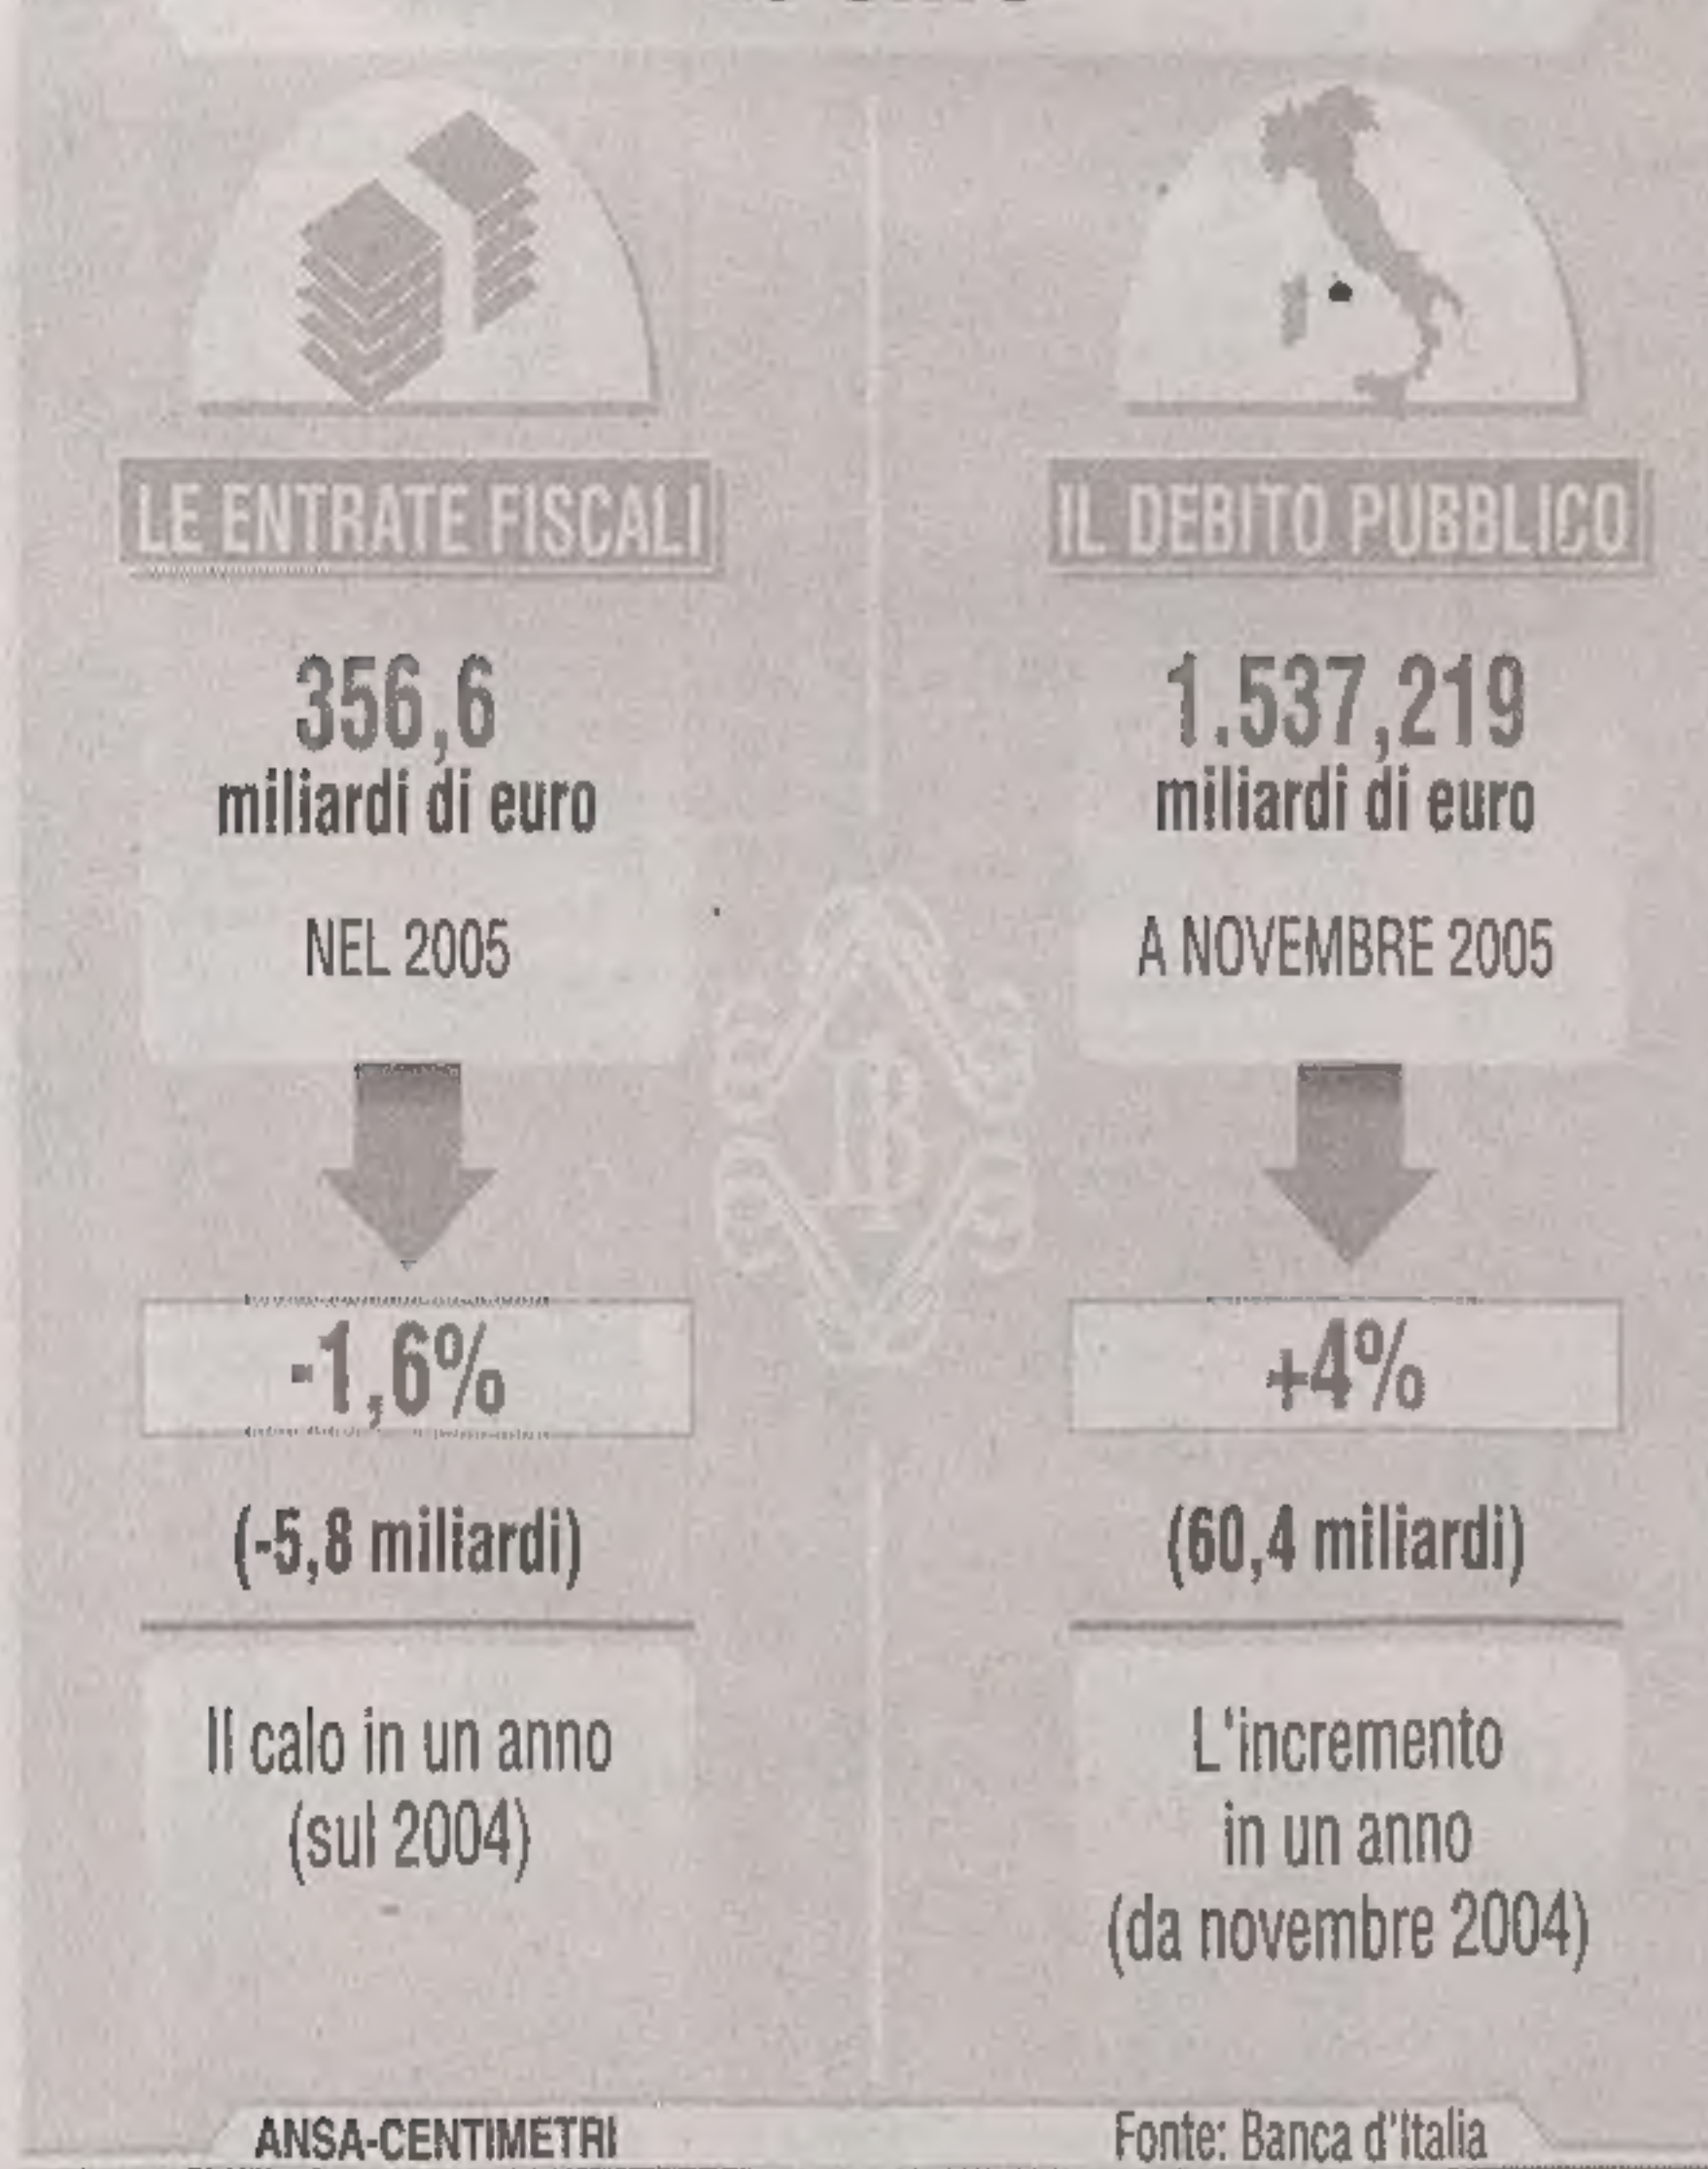 LE ENTRATE FISCALI
356,6
miliardi di euro
NEL 2005
-1,6%
(-5,8 miliardi)
Il calo in un anno
(sul 2004)
IL DEBITO PUBBLICO
1.537,219
miliardi di euro
A NOVEMBRE 2005
+4%
(60,4 miliardi)
L'incremento
in un anno
(da novembre 2004)
ANSA-CENTIMETRI
Fonte: Banca d'Italia